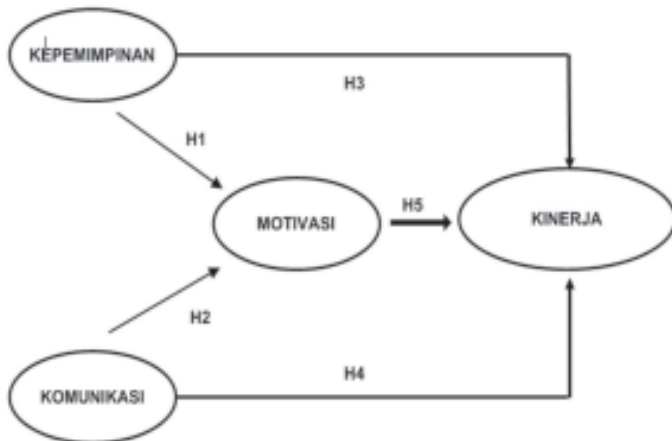 KEPEMIMPINAN
H3
H1
MOTIVASI
H5
KINERJA
H2
H4
KOMUNIKASI